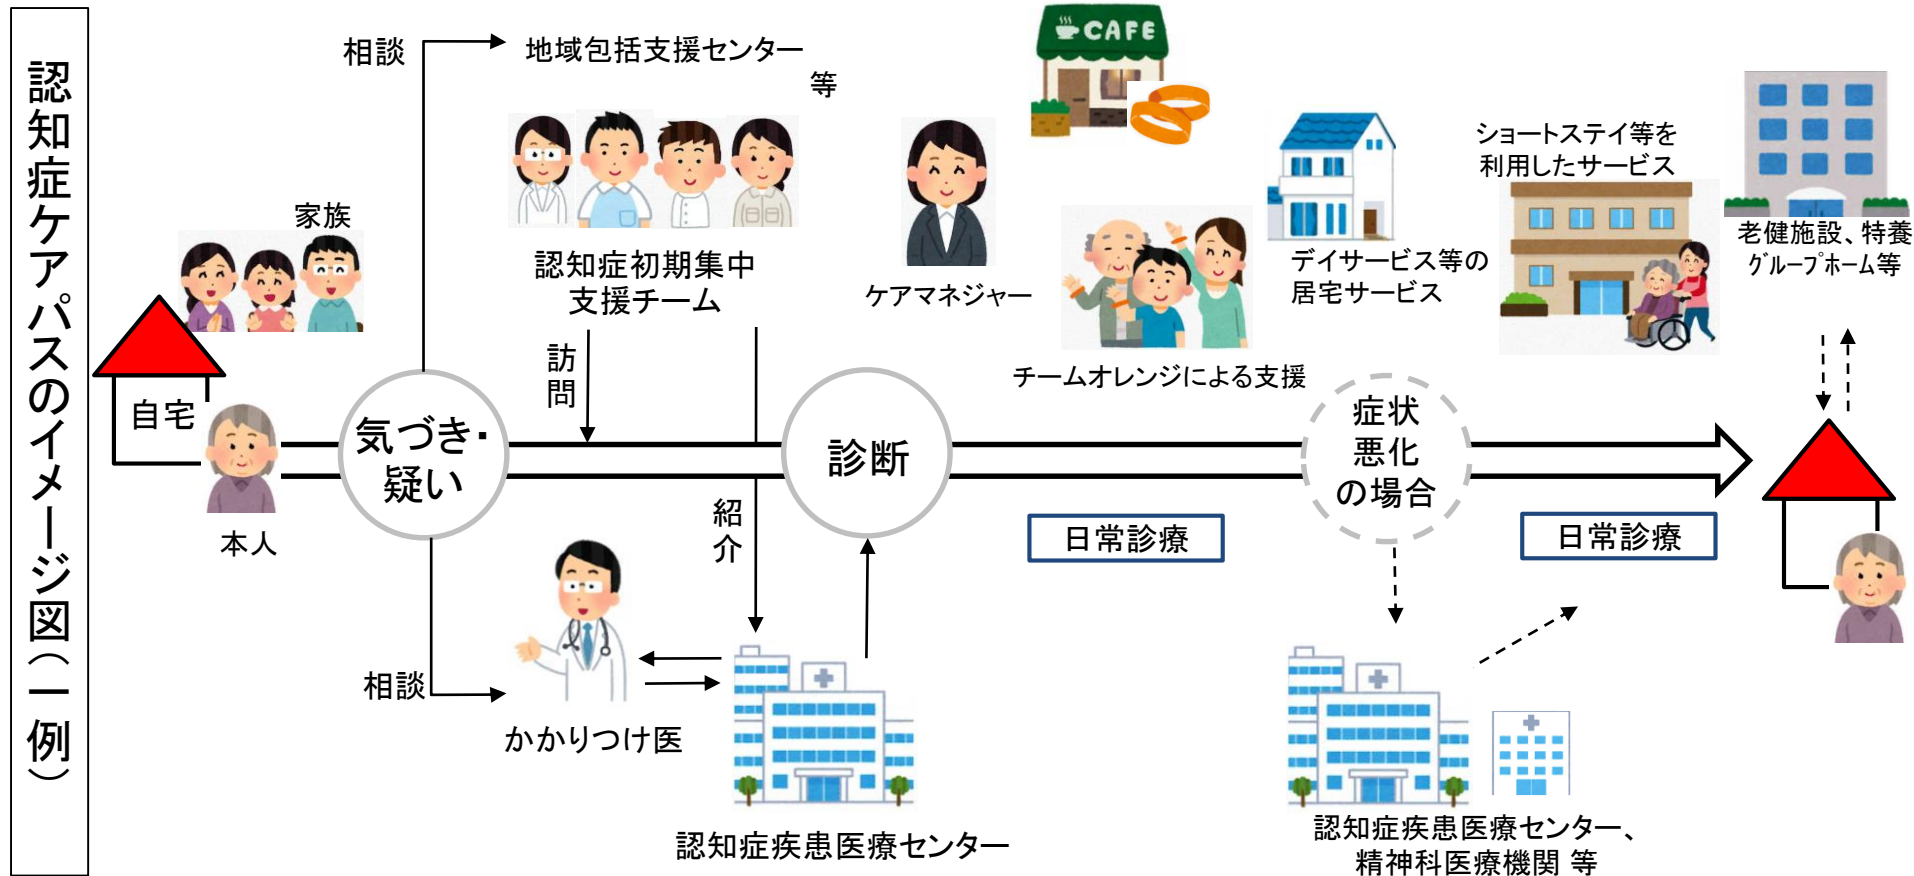 認知症ケアパスのイメージ図(一例)
相談
地域包括支援センター
等
家族
自宅
本人
気づき・
疑い
認知症初期集中
支援チーム
訪問
紹介
相談
かかりつけ医
認知症疾患医療センター
診断
ケアマネジャー
CAFE
チームオレンジによる支援
デイサービス等の
居宅サービス
ショートステイ等を
利用したサービス
老健施設、特養
グループホーム等
日常診療
症状
悪化
の場合
日常診療
認知症疾患医療センター、
精神科医療機関 等